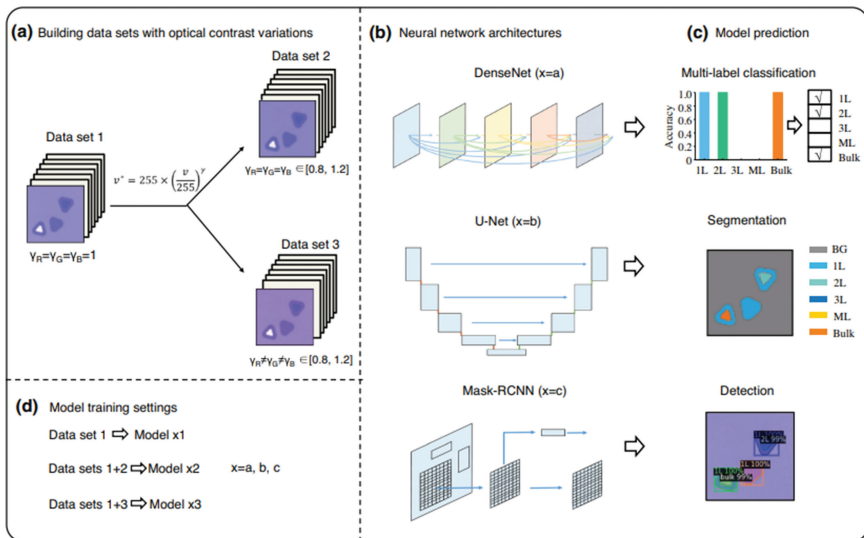 (a) Building data sets with optical contrast variations
Data set 2
Data set 1
v* = 255 × (v/255)^γ
γR=γG=γB ∈[0.8, 1.2]
γR=γG=γB=1
Data set 3
γR≠γG≠γB ∈[0.8, 1.2]
(d) Model training settings
Data set 1 ⇨ Model x1
Data sets 1+2 ⇨ Model x2
x=a, b, c
Data sets 1+3 ⇨ Model x3
(b) Neural network architectures
DenseNet (x=a)
U-Net (x=b)
Mask-RCNN (x=c)
(c) Model prediction
Multi-label classification
Accuracy
1.0
0.8
0.6
0.4
0.2
0
1L 2L 3L ML Bulk
√ 1L
√ 2L
3L
ML
√ Bulk
Segmentation
BG
1L
2L
3L
ML
Bulk
Detection
2L 99%
1L 100%
Bulk 99%